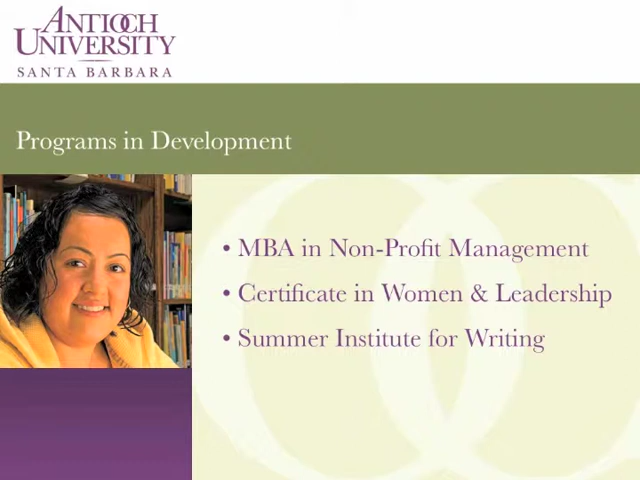 ANTIOCH
UNIVERSITY
SANTA BARBARA
Programs in Development
• MBA in Non-Profit Management
• Certificate in Women & Leadership
• Summer Institute for Writing